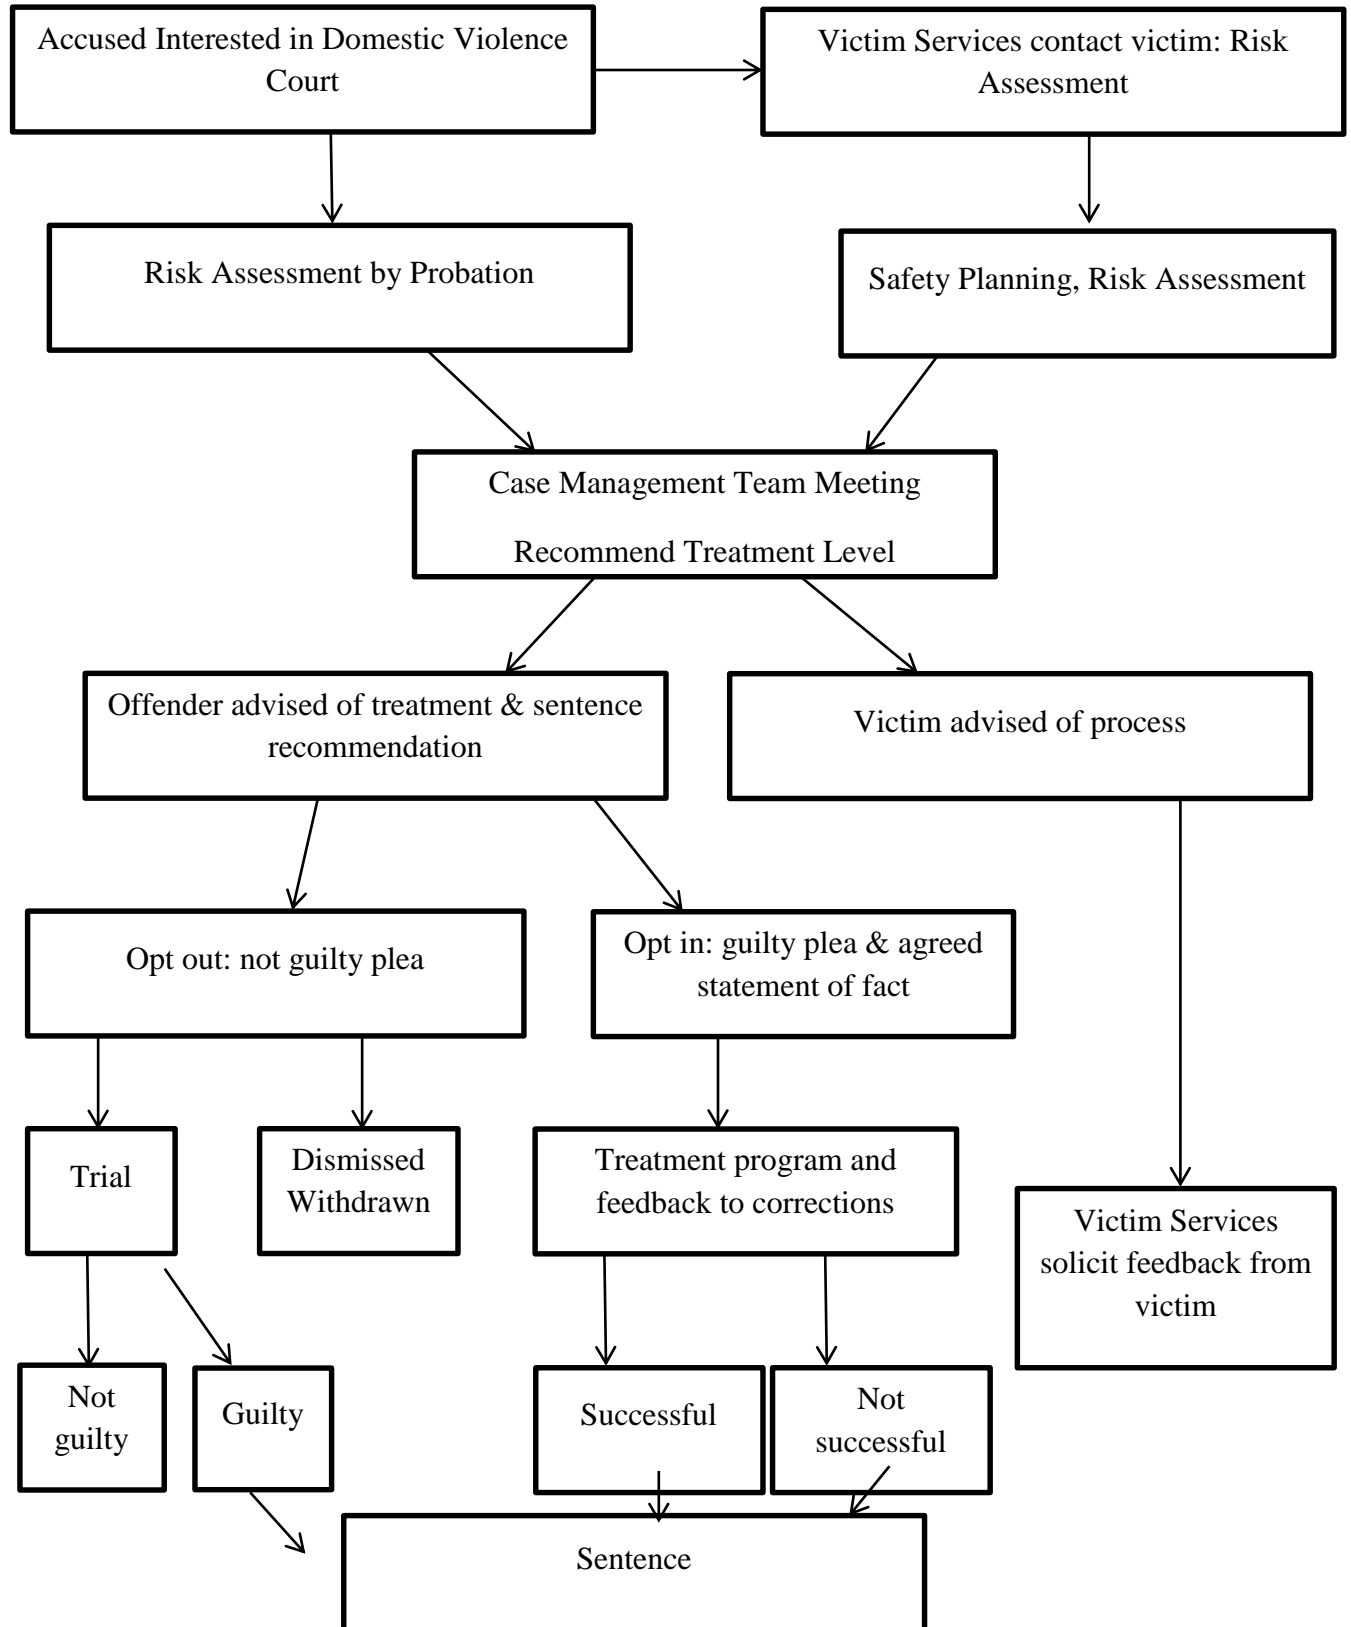 Accused Interested in Domestic Violence
Court
Victim Services contact victim: Risk
Assessment
Risk Assessment by Probation
Safety Planning, Risk Assessment
Case Management Team Meeting
Recommend Treatment Level
Offender advised of treatment & sentence
recommendation
Victim advised of process
Opt out: not guilty plea
Opt in: guilty plea & agreed
statement of fact
Trial
Dismissed
Withdrawn
Treatment program and
feedback to corrections
Victim Services
solicit feedback from
victim
Not
guilty
Guilty
Successful
Not
successful
Sentence